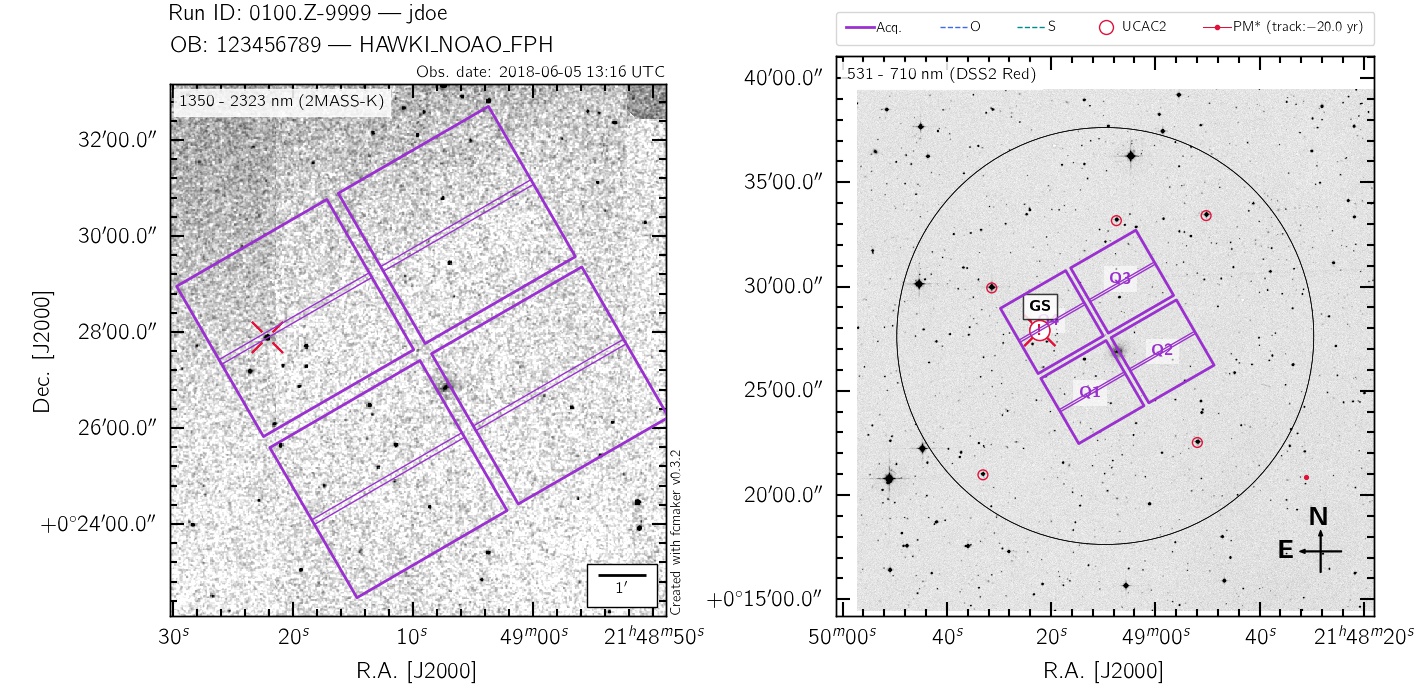 Run ID: 0100.Z-9999 — jdoe
OB: 123456789 — HAWKI_NOAO_FPH
Obs. date: 2018-06-05 13:16 UTC
1350 - 2323 nm (2MASS-K)
32′00.0″
30′00.0″
28′00.0″
26′00.0″
+0°24′00.0″
Dec. [J2000]
1′
Created with fcmaker v0.3.2
30ˢ 20ˢ 10ˢ 49ᵐ00ˢ 21ʰ48ᵐ50ˢ
R.A. [J2000]
Acq. O S UCAC2 PM* (track:−20.0 yr)
531 - 710 nm (DSS2 Red)
40′00.0″
35′00.0″
30′00.0″
25′00.0″
20′00.0″
+0°15′00.0″
Q3
GS
Q2
Q1
N
E
50ᵐ00ˢ 40ˢ 20ˢ 49ᵐ00ˢ 40ˢ 21ʰ48ᵐ20ˢ
R.A. [J2000]